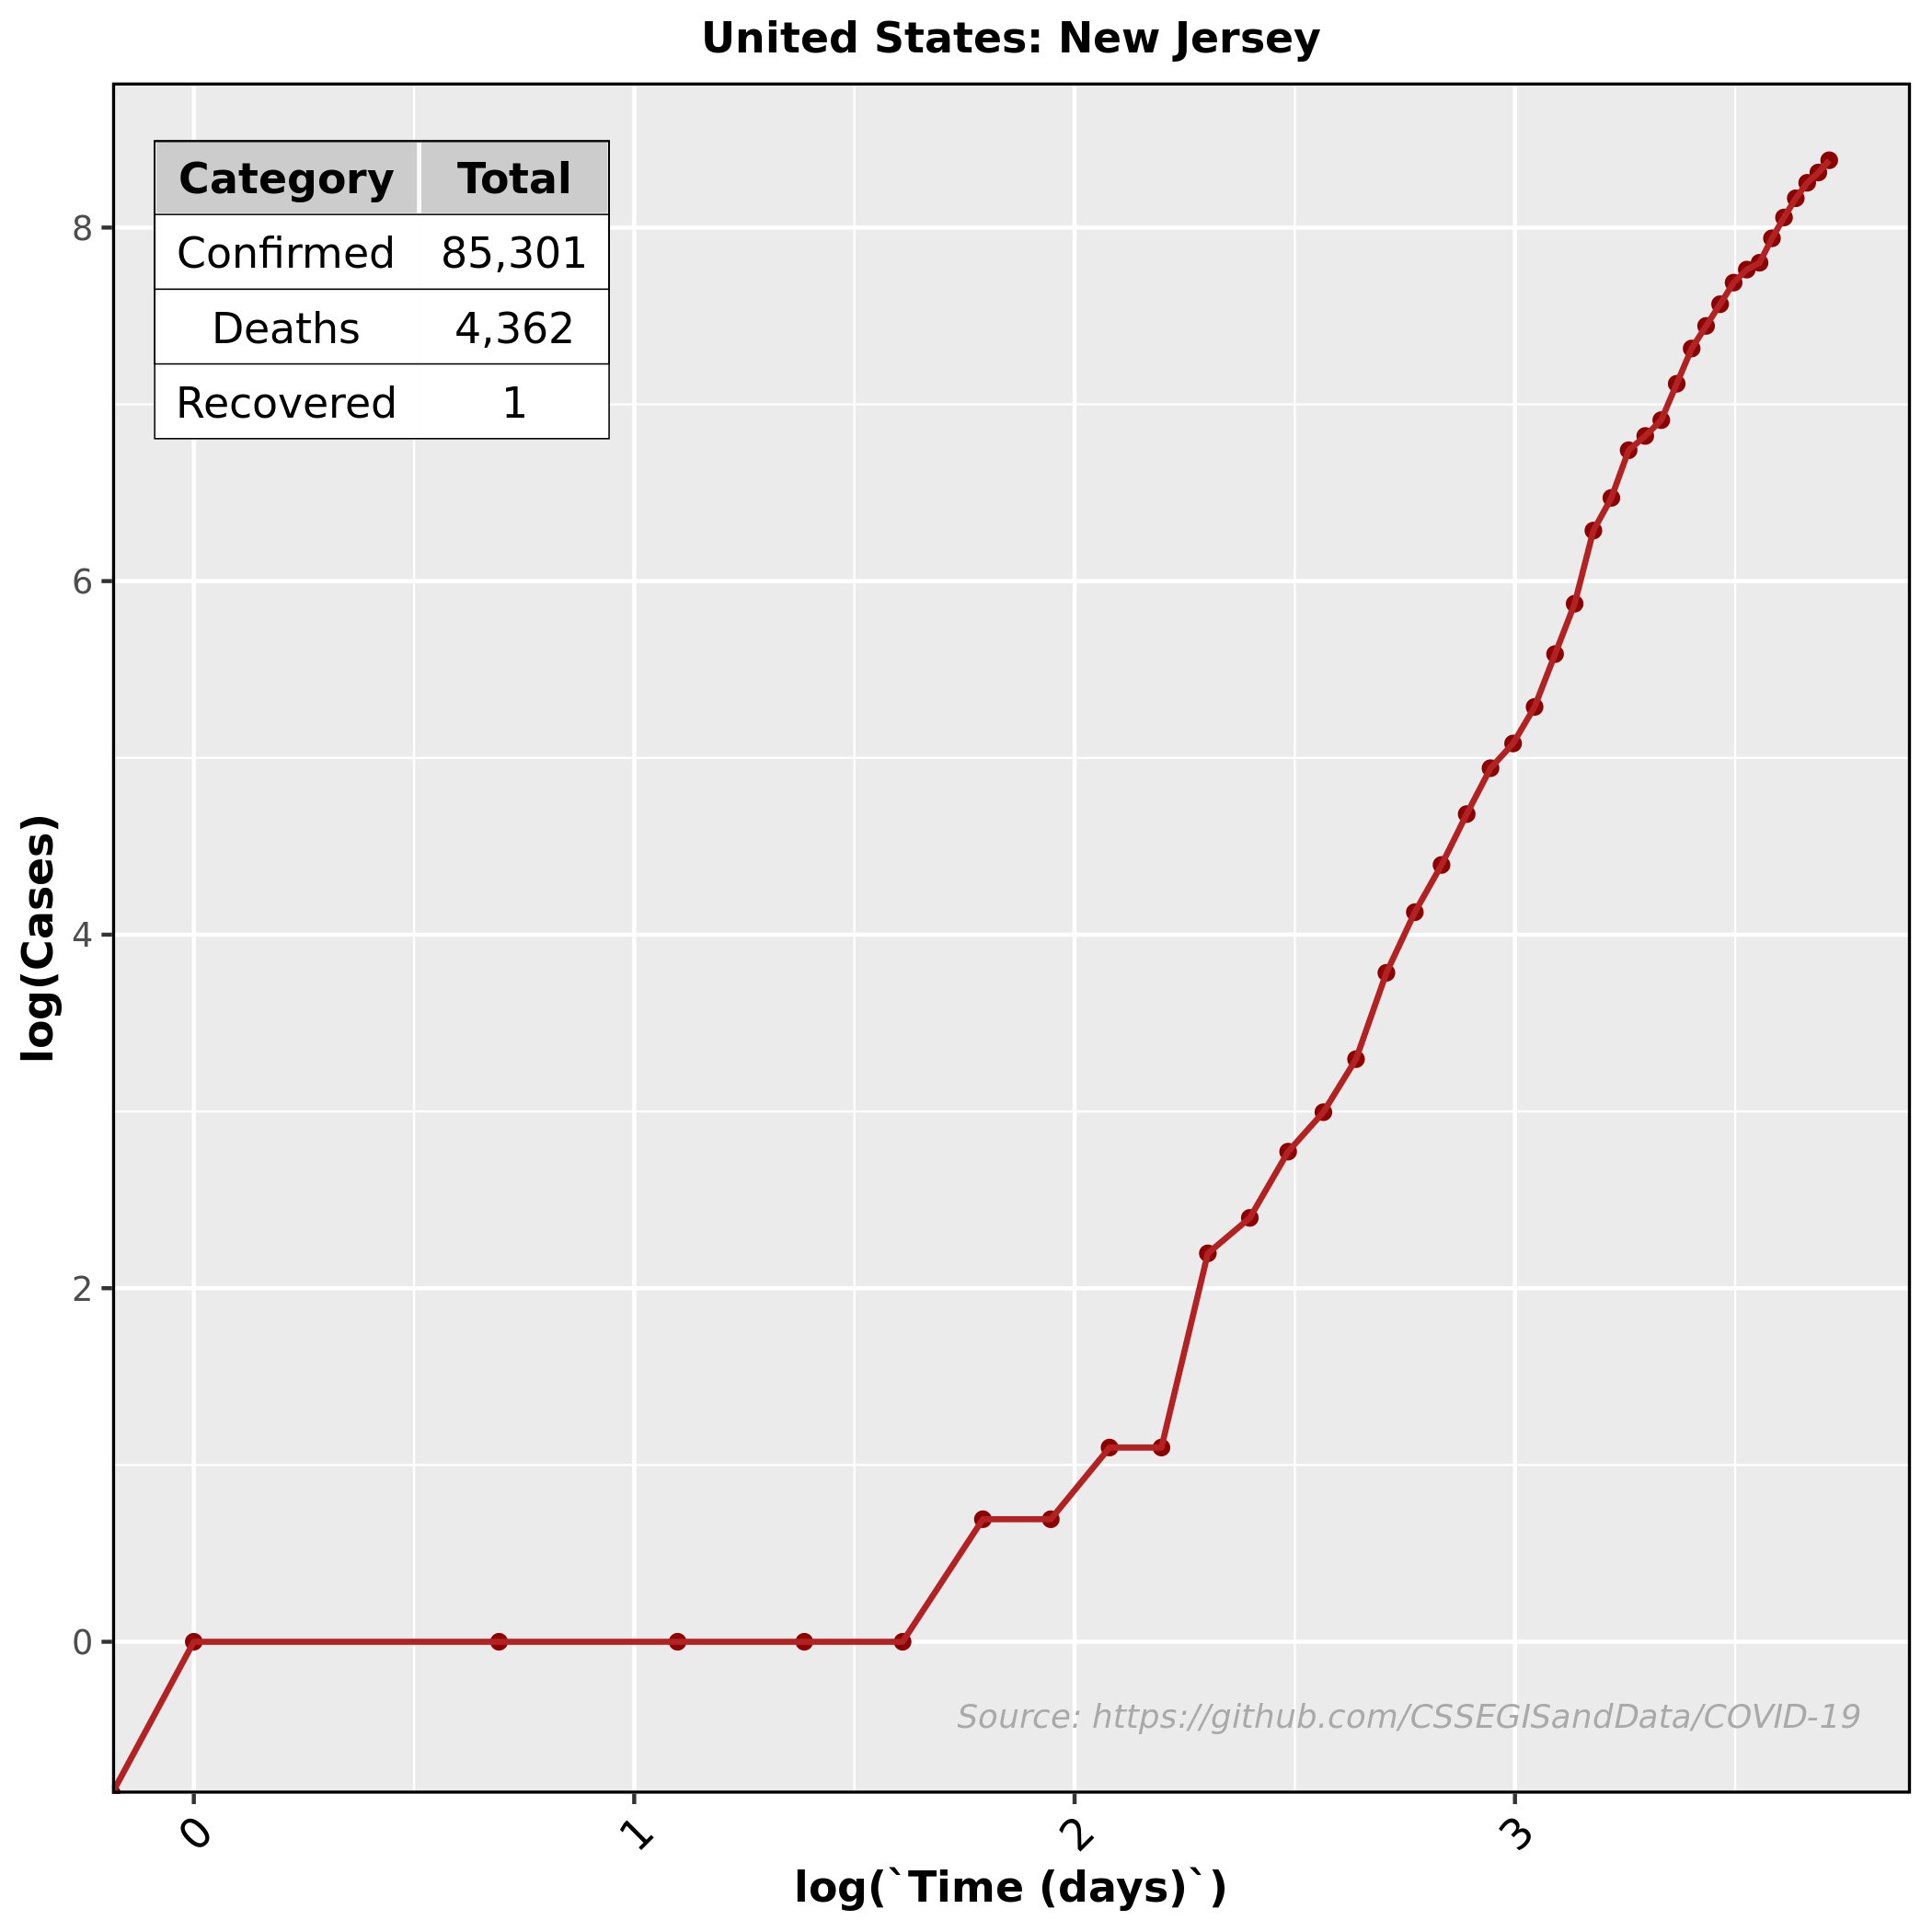 United States: New Jersey
Category Total
Confirmed 85,301
Deaths 4,362
Recovered 1
8
6
4
2
0
log(Cases)
Source: https://github.com/CSSEGISandData/COVID-19
0 1 2 3
log(`Time (days)`)